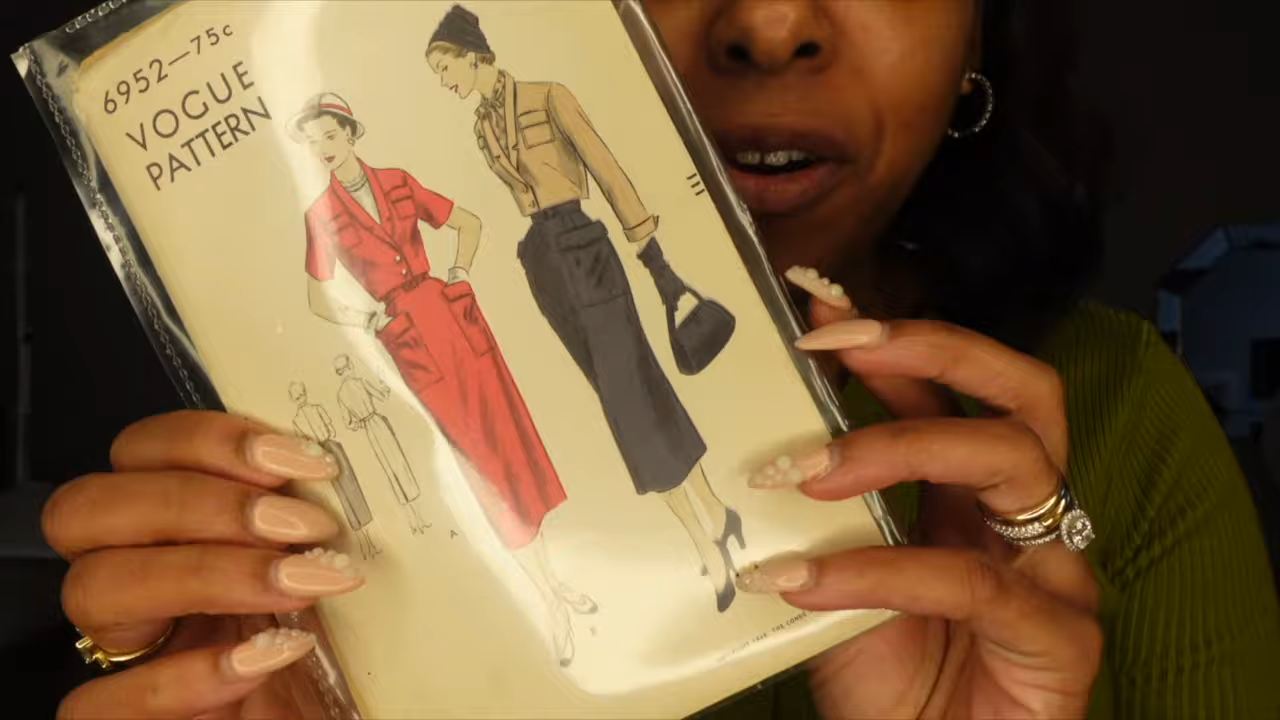 6952—75c
VOGUE
PATTERN
A
B